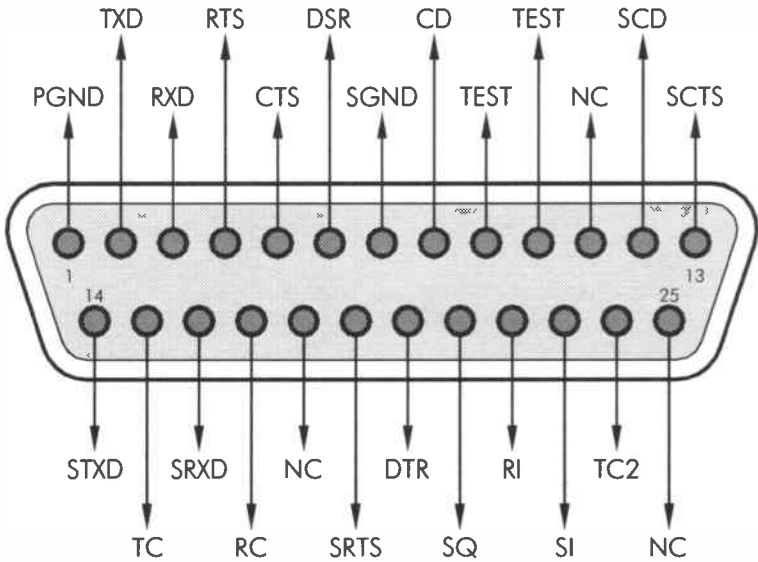 TXD RTS DSR CD TEST SCD
PGND RXD CTS SGND TEST NC SCTS
1 13
14 25
STXD SRXD NC DTR RI TC2
TC RC SRTS SQ SI NC